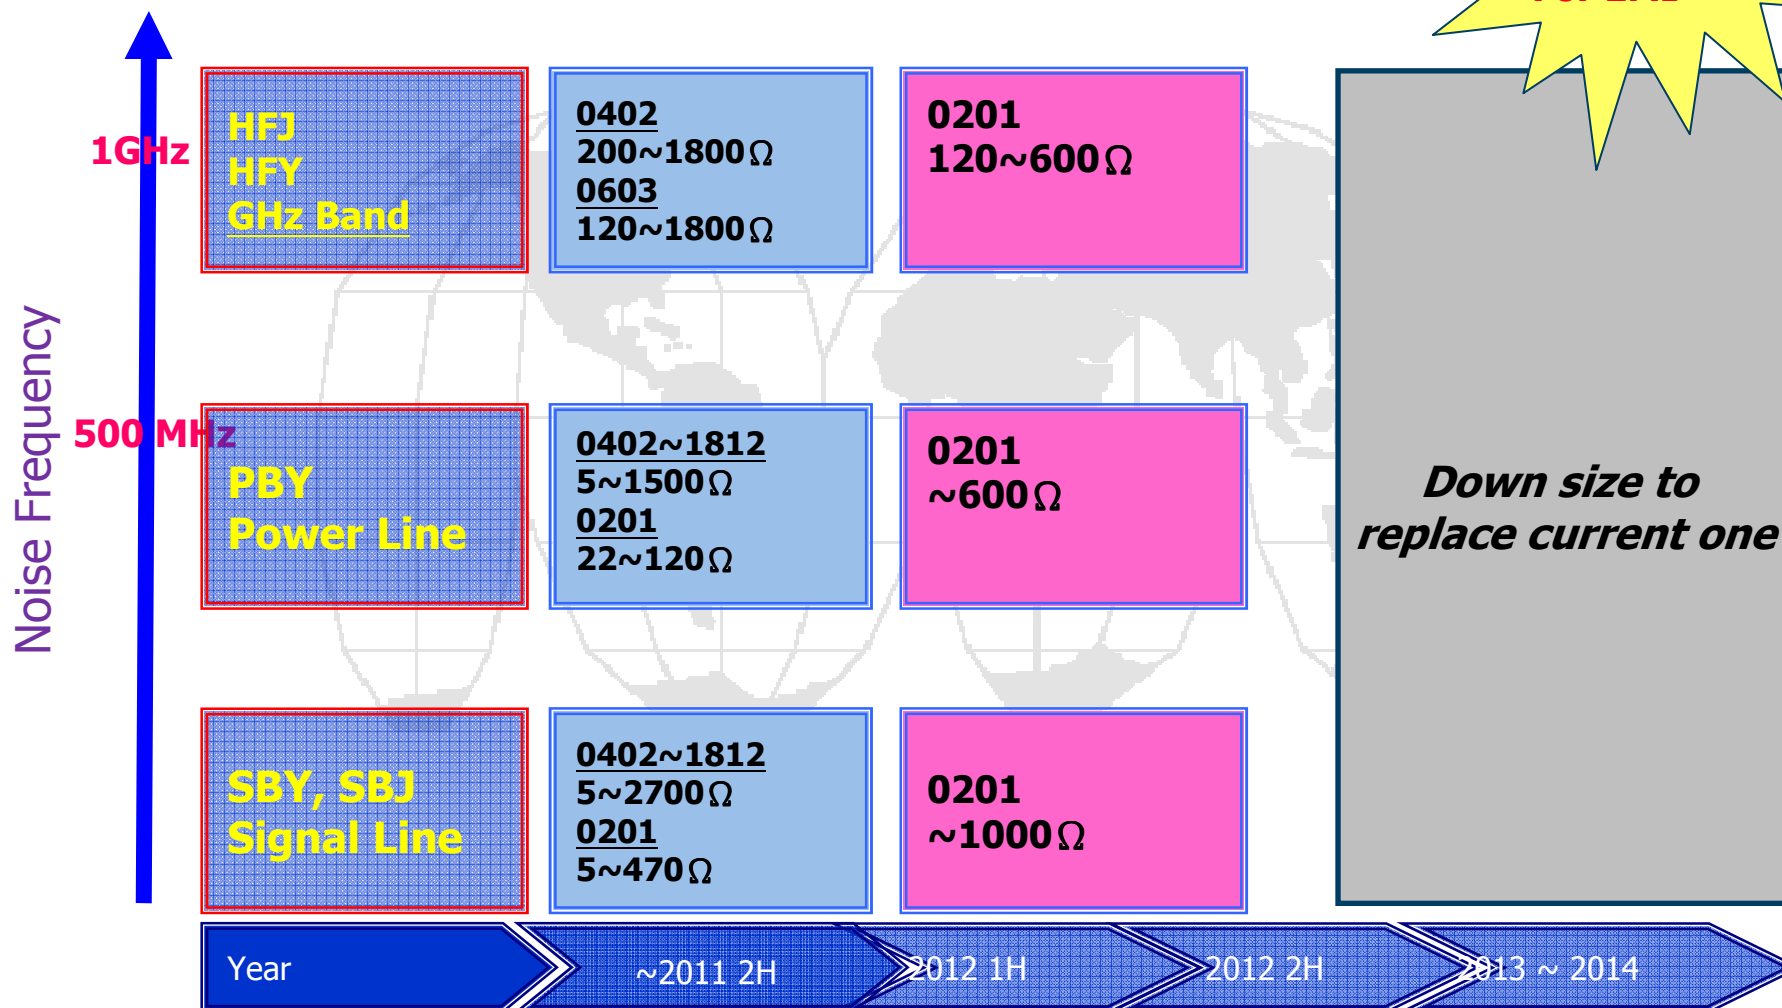 1GHz
HFJ
HFY
GHz Band
0402
200~1800Ω
0603
120~1800Ω
0201
120~600Ω
Noise Frequency
500 MHz
PBY
Power Line
0402~1812
5~1500Ω
0201
22~120Ω
0201
~600Ω
Down size to
replace current one
SBY, SBJ
Signal Line
0402~1812
5~2700Ω
0201
5~470Ω
0201
~1000Ω
Year
~2011 2H
2012 1H
2012 2H
2013 ~ 2014